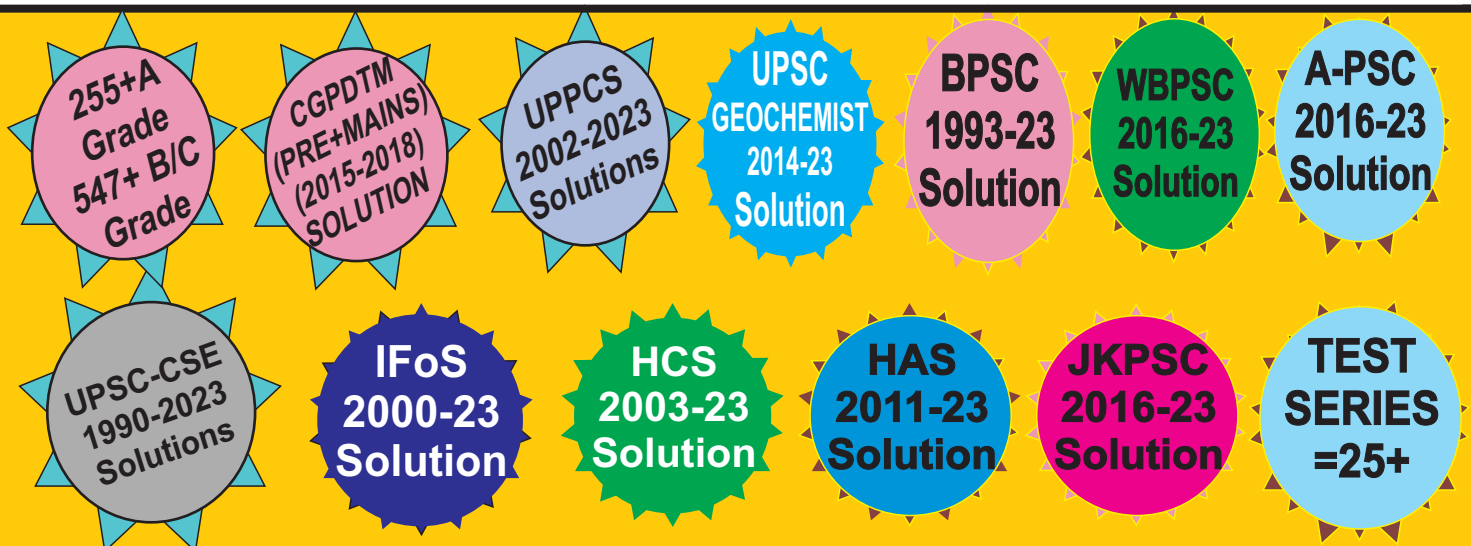 255+A
Grade
547+ B/C
Grade
CGPDTM
(PRE+MAINS)
(2015-2018)
SOLUTION
UPPCS
2002-2023
Solutions
UPSC
GEOCHEMIST
2014-23
Solution
BPSC
1993-23
Solution
WBPSC
2016-23
Solution
A-PSC
2016-23
Solution
UPSC-CSE
1990-2023
Solutions
IFoS
2000-23
Solution
HCS
2003-23
Solution
HAS
2011-23
Solution
JKPSC
2016-23
Solution
TEST
SERIES
=25+